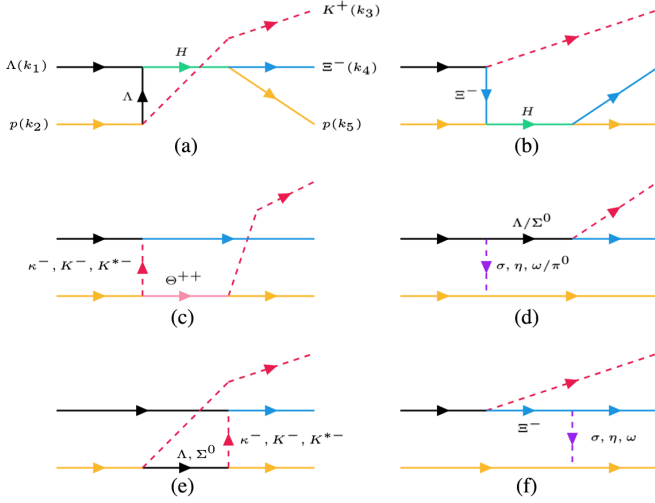 K⁺(k₃)
Λ(k₁) H Ξ⁻(k₄)
Λ Ξ⁻ H
p(k₂) p(k₅)
(a) (b)
κ⁻, K⁻, K*⁻ Θ⁺⁺ Λ/Σ⁰ σ, η, ω/π⁰
(c) (d)
Λ, Σ⁰ κ⁻, K⁻, K*⁻ Ξ⁻ σ, η, ω
(e) (f)